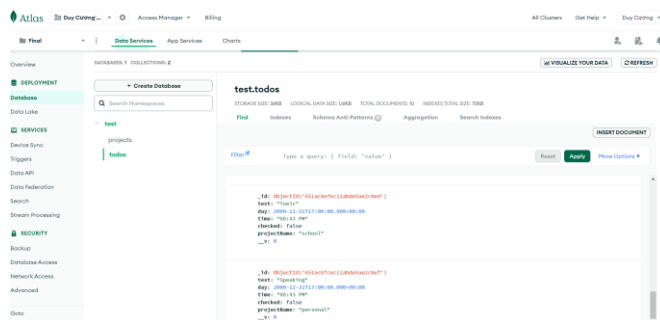 Atlas
Duy Cường'...
Access Manager
Billing
All Clusters
Get Help
Duy Cường
Final
Data Services
App Services
Charts
Overview
DEPLOYMENT
Database
Data Lake
SERVICES
Device Sync
Triggers
Data API
Data Federation
Search
Stream Processing
SECURITY
Backup
Database Access
Network Access
Advanced
Goto
DATABASES: 1 COLLECTIONS: 2
VISUALIZE YOUR DATA
REFRESH
+ Create Database
Search Namespaces
test
projects
todos
test.todos
STORAGE SIZE: 36KB LOGICAL DATA SIZE: TOTAL DOCUMENTS: INDEXES TOTAL SIZE:
Find
Indexes
Schema Anti-Patterns
Aggregation
Search Indexes
INSERT DOCUMENT
Filter
Type a query: { field: 'value' }
Reset
Apply
More Options
_id:
text: "Toeic"
day: 2000-12-31T17:00:00.000+00:00
time: "08:43 PM"
checked: false
projectName: "school"
__v: 0
_id:
text: "Speaking"
day: 2000-12-31T17:00:00.000+00:00
time: "08:43 PM"
checked: false
projectName: "personal"
__v: 0